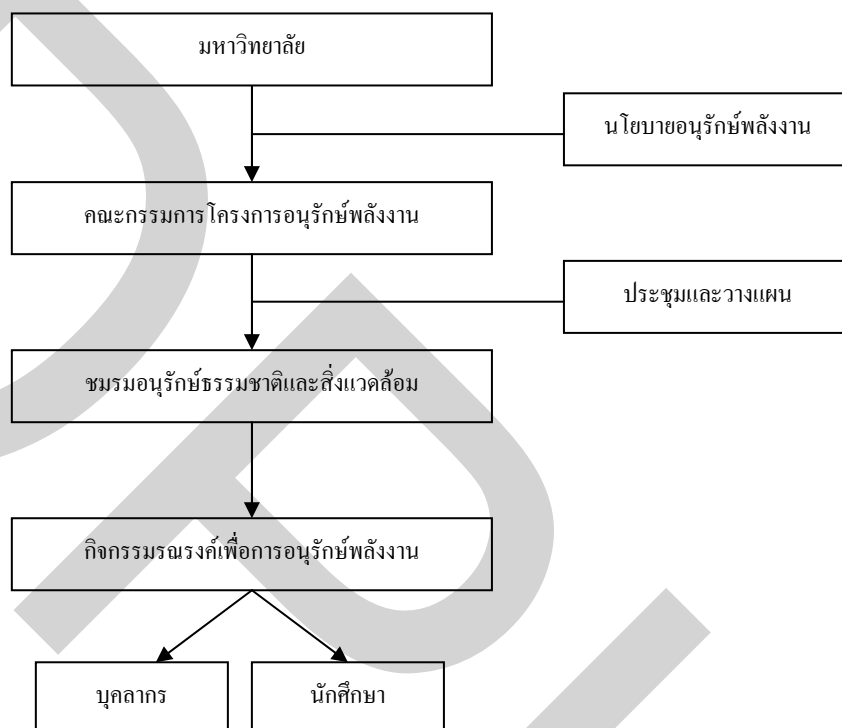 มหาวิทยาลัย
นโยบายอนุรักษ์พลังงาน
คณะกรรมการโครงการอนุรักษ์พลังงาน
ประชุมและวางแผน
ชมรมอนุรักษ์ธรรมชาติและสิ่งแวดล้อม
กิจกรรมรณรงค์เพื่อการอนุรักษ์พลังงาน
บุคลากร
นักศึกษา